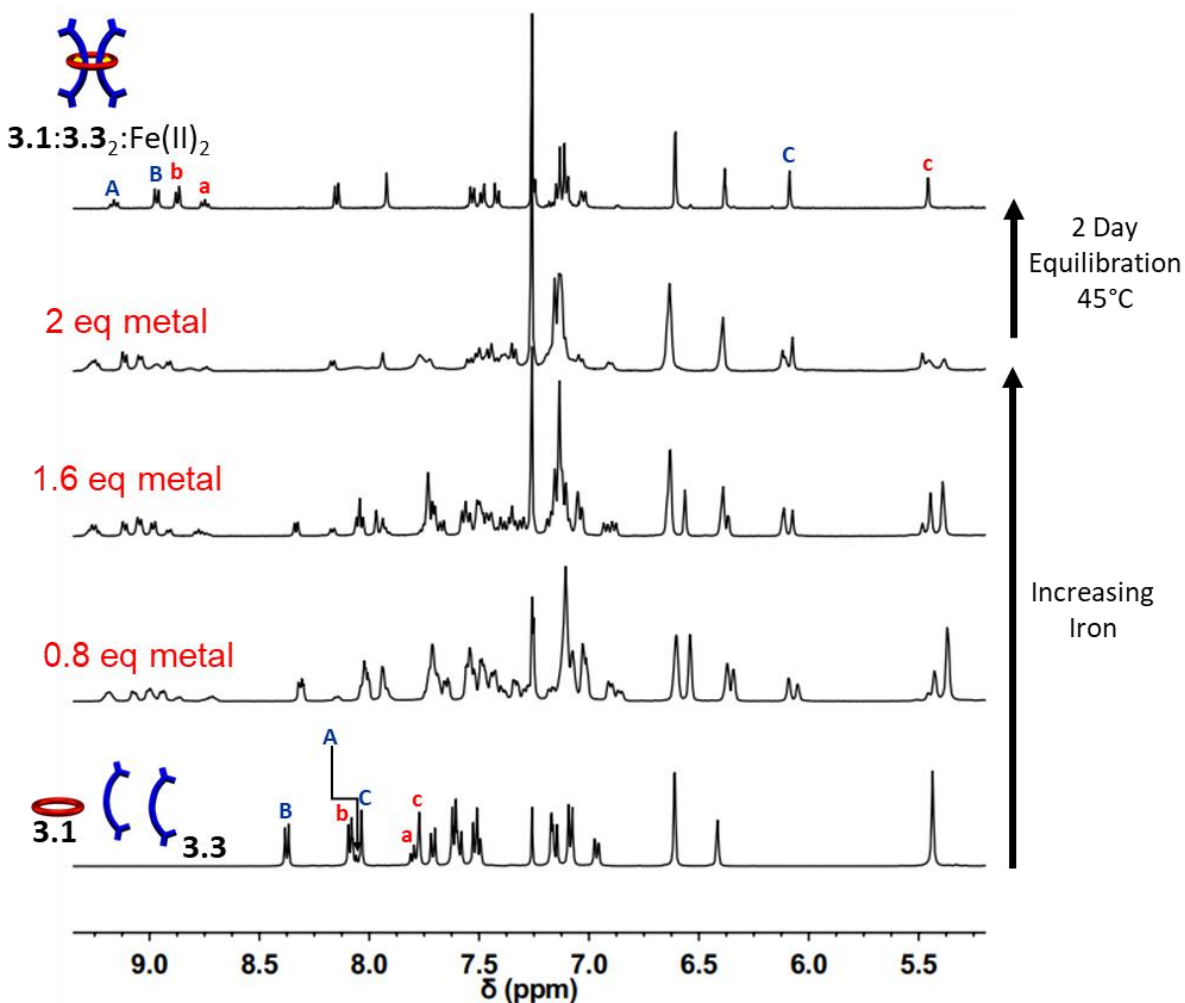 3.1:3.3₂:Fe(II)₂
A
B
b
a
C
c
2 Day
Equilibration
45°C
2 eq metal
1.6 eq metal
Increasing
Iron
0.8 eq metal
A
B
b
C
a
c
3.1
3.3
9.0 8.5 8.0 7.5 7.0 6.5 6.0 5.5
δ (ppm)